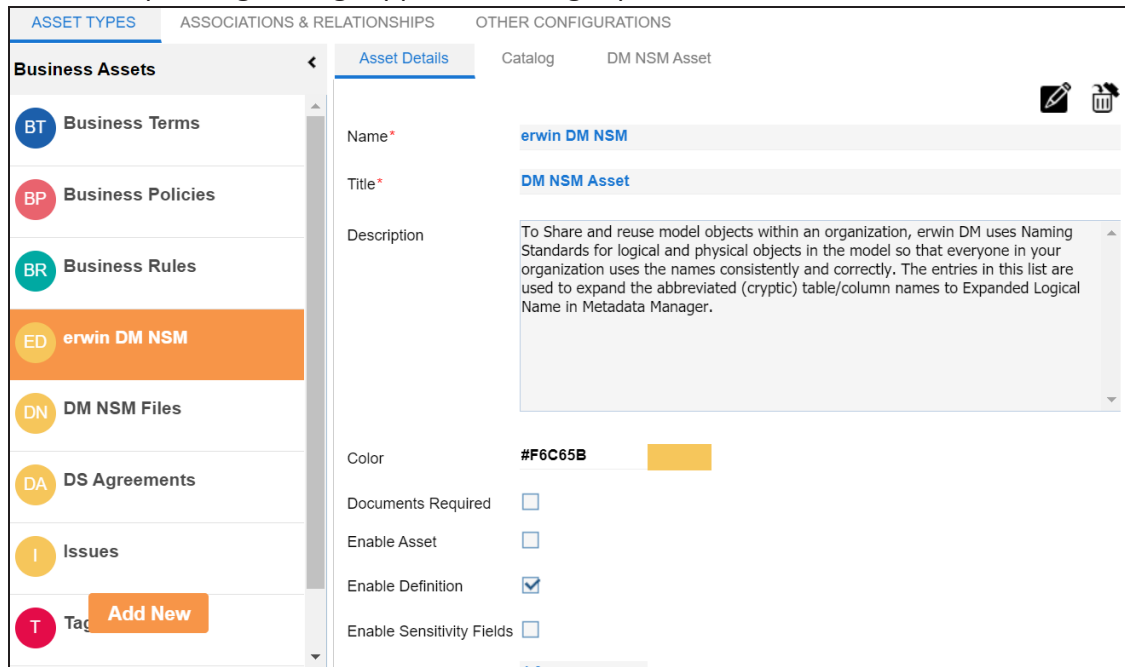 ASSET TYPES ASSOCIATIONS & RELATIONSHIPS OTHER CONFIGURATIONS
Business Assets
Asset Details Catalog DM NSM Asset
BT Business Terms
BP Business Policies
BR Business Rules
ED erwin DM NSM
DN DM NSM Files
DA DS Agreements
I Issues
T Tag
Add New
Name* erwin DM NSM
Title* DM NSM Asset
Description
To Share and reuse model objects within an organization, erwin DM uses Naming
Standards for logical and physical objects in the model so that everyone in your
organization uses the names consistently and correctly. The entries in this list are
used to expand the abbreviated (cryptic) table/column names to Expanded Logical
Name in Metadata Manager.
Color #F6C65B
Documents Required
Enable Asset
Enable Definition
Enable Sensitivity Fields